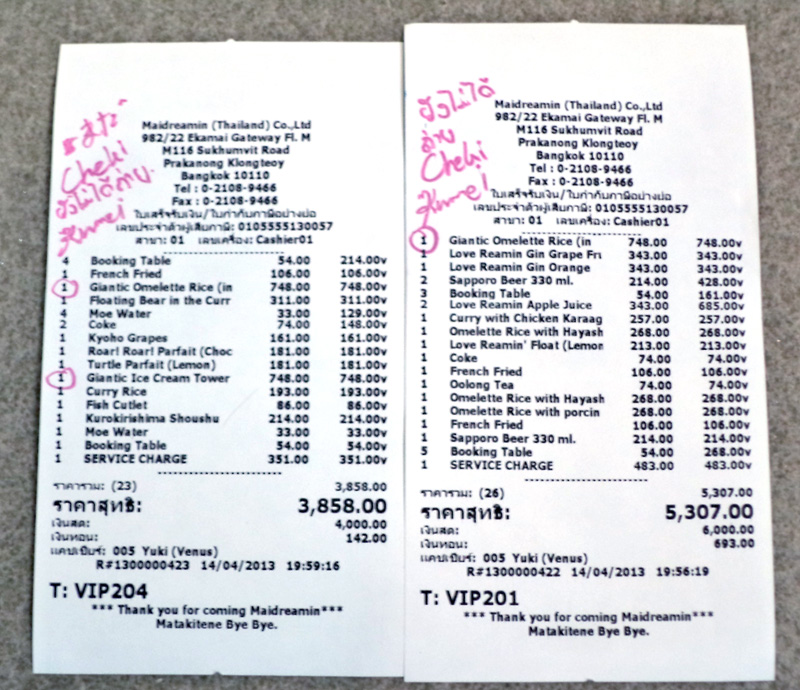 Maidreamin (Thailand) Co.,Ltd
982/22 Ekamai Gateway Fl. M
M116 Sukhumvit Road
Prakanong Klongteoy
Bangkok 10110
Tel : 0-2108-9466
Fax : 0-2108-9466
ใบเสร็จรับเงิน/ใบกำกับภาษีอย่างย่อ
เลขประจำตัวผู้เสียภาษี: 0105555130057
สาขา: 01 เลขเครื่อง: Cashier01
Cheki
ยังไม่ได้ถ่าย
4 Booking Table 54.00 214.00v
1 French Fried 106.00 106.00v
1 Giantic Omelette Rice (in 748.00 748.00v
1 Floating Bear in the Curr 311.00 311.00v
4 Moe Water 33.00 129.00v
2 Coke 74.00 148.00v
1 Kyoho Grapes 161.00 161.00v
1 Roar! Roar! Parfait (Choc 181.00 181.00v
1 Turtle Parfait (Lemon) 181.00 181.00v
1 Giantic Ice Cream Tower 748.00 748.00v
1 Curry Rice 193.00 193.00v
1 Fish Cutlet 86.00 86.00v
1 Kurokirishima Shoushu 214.00 214.00v
1 Moe Water 33.00 33.00v
1 Booking Table 54.00 54.00v
1 SERVICE CHARGE 351.00 351.00v
ราคารวม: (23) 3,858.00
ราคาสุทธิ: 3,858.00
เงินสด: 4,000.00
เงินทอน: 142.00
แคชเชียร์: 005 Yuki (Venus)
R#1300000423 14/04/2013 19:59:16
T: VIP204
*** Thank you for coming Maidreamin***
Matakitene Bye Bye.
Maidreamin (Thailand) Co.,Ltd
982/22 Ekamai Gateway Fl. M
M116 Sukhumvit Road
Prakanong Klongteoy
Bangkok 10110
Tel : 0-2108-9466
Fax : 0-2108-9466
ใบเสร็จรับเงิน/ใบกำกับภาษีอย่างย่อ
เลขประจำตัวผู้เสียภาษี: 0105555130057
สาขา: 01 เลขเครื่อง: Cashier01
ยังไม่ได้
ถ่าย
Cheki
1 Giantic Omelette Rice (in 748.00 748.00v
1 Love Reamin Gin Grape Fru 343.00 343.00v
1 Love Reamin Gin Orange 343.00 343.00v
2 Sapporo Beer 330 ml. 214.00 428.00v
3 Booking Table 54.00 161.00v
2 Love Reamin Apple Juice 343.00 685.00v
1 Curry with Chicken Karaag 257.00 257.00v
1 Omelette Rice with Hayash 268.00 268.00v
1 Love Reamin' Float (Lemon 213.00 213.00v
1 Coke 74.00 74.00v
1 French Fried 106.00 106.00v
1 Oolong Tea 74.00 74.00v
1 Omelette Rice with Hayash 268.00 268.00v
1 Omelette Rice with porcin 268.00 268.00v
1 French Fried 106.00 106.00v
1 Sapporo Beer 330 ml. 214.00 214.00v
5 Booking Table 54.00 268.00v
1 SERVICE CHARGE 483.00 483.00v
ราคารวม: (26) 5,307.00
ราคาสุทธิ: 5,307.00
เงินสด: 6,000.00
เงินทอน: 693.00
แคชเชียร์: 005 Yuki (Venus)
R#1300000422 14/04/2013 19:56:19
T: VIP201
*** Thank you for coming Maidreamin***
Matakitene Bye Bye.